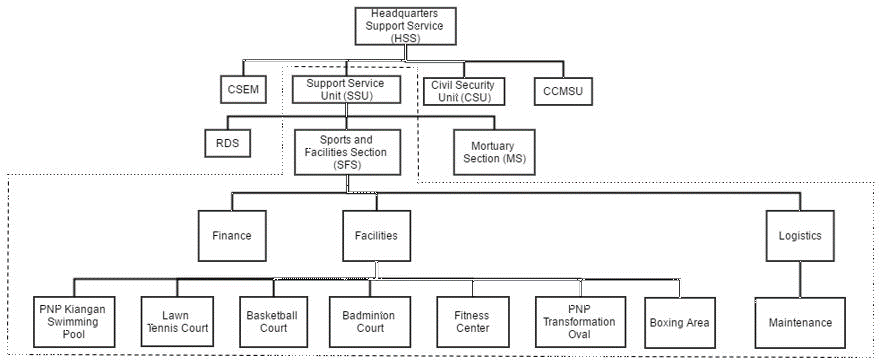 Headquarters
Support Service
(HSS)
CSEM
Support Service
Unit (SSU)
Civil Security
Unit (CSU)
CCMSU
RDS
Sports and
Facilities Section
(SFS)
Mortuary
Section (MS)
Finance
Facilities
Logistics
PNP Kiangan
Swimming
Pool
Lawn
Tennis Court
Basketball
Court
Badminton
Court
Fitness
Center
PNP
Transformation
Oval
Boxing Area
Maintenance